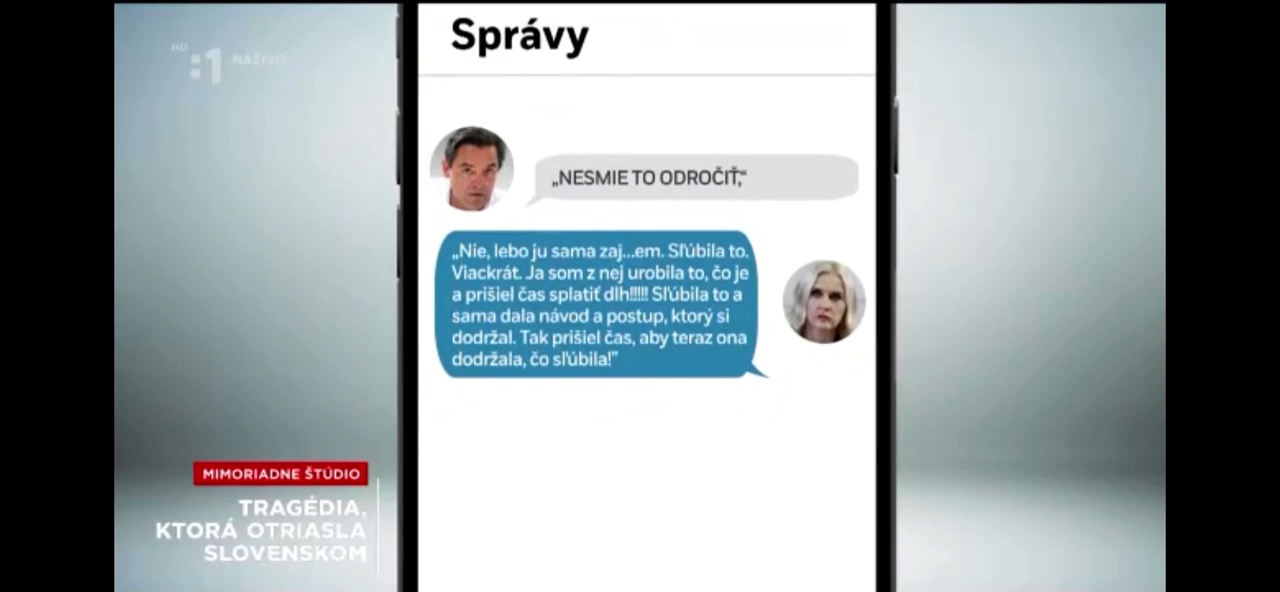 Správy
HD
:1 NAŽIVO
„NESMIE TO ODROČIŤ,“
„Nie, lebo ju sama zaj...em. Sľúbila to.
Viackrát. Ja som z nej urobila to, čo je
a prišiel čas splatiť dlh!!!!! Sľúbila to a
sama dala návod a postup, ktorý si
dodržal. Tak prišiel čas, aby teraz ona
dodržala, čo sľúbila!”
MIMORIADNE ŠTÚDIO
TRAGÉDIA,
KTORÁ OTRIASLA
SLOVENSKOM